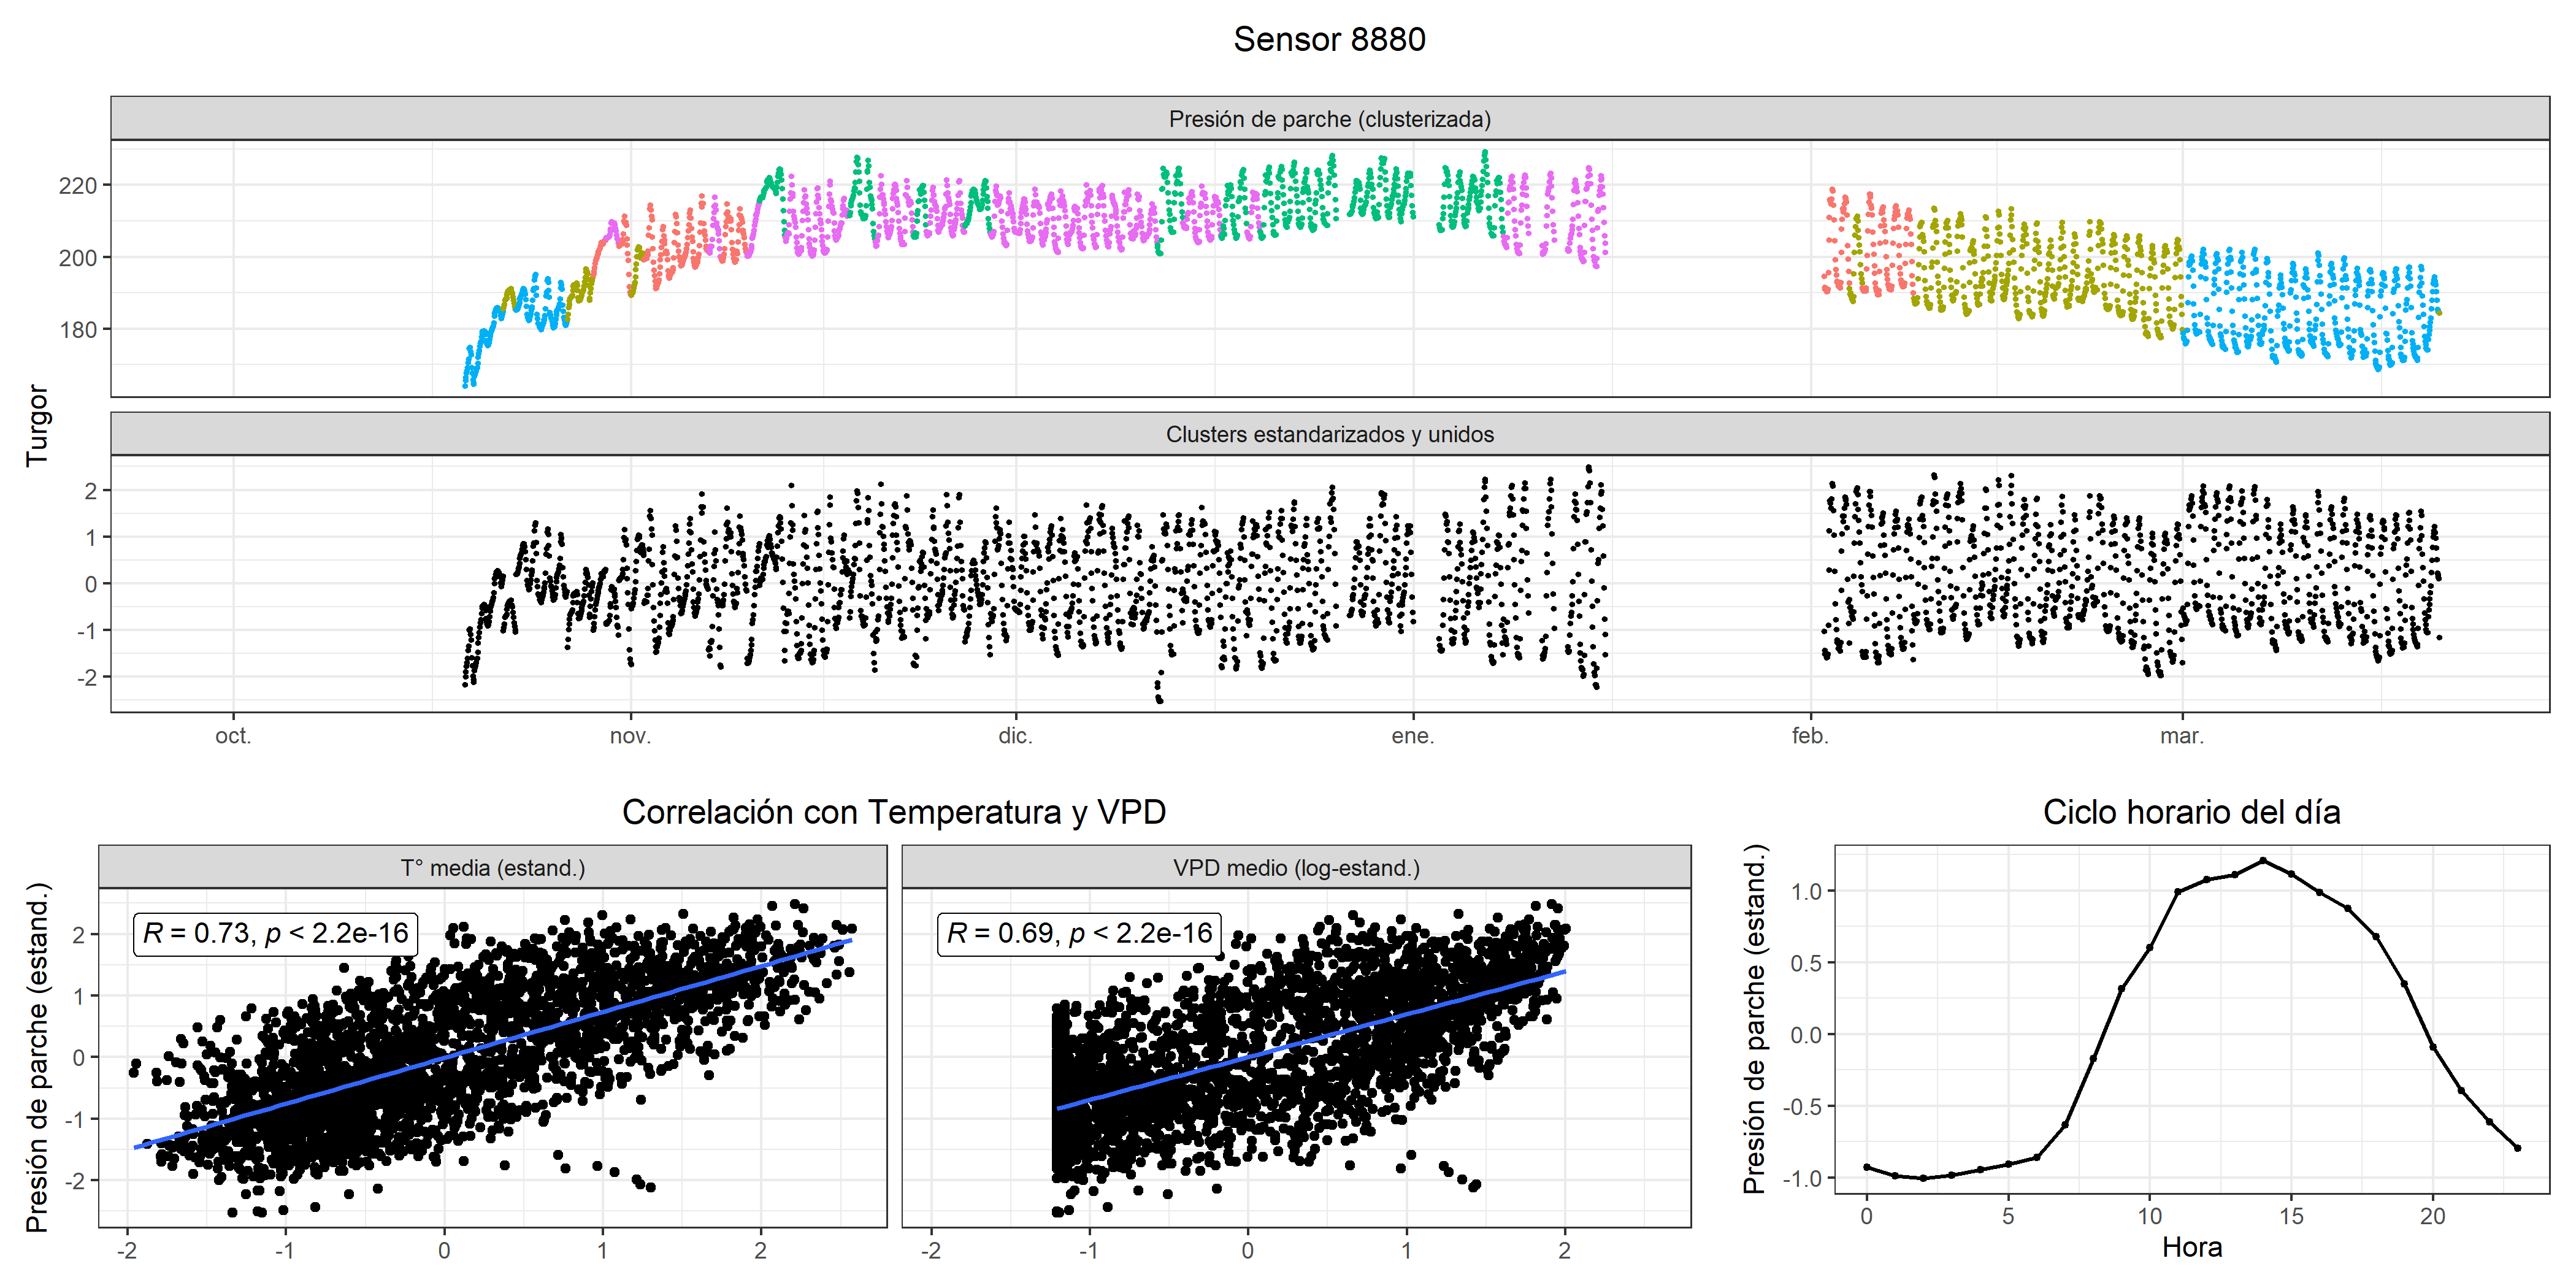 Sensor 8880
Presión de parche (clusterizada)
220
200
180
Turgor
Clusters estandarizados y unidos
2
1
0
-1
-2
oct. nov. dic. ene. feb. mar.
Correlación con Temperatura y VPD
T° media (estand.)
VPD medio (log-estand.)
R = 0.73, p < 2.2e-16
R = 0.69, p < 2.2e-16
Presión de parche (estand.)
2
1
0
-1
-2
-2 -1 0 1 2
-2 -1 0 1 2
Ciclo horario del día
Presión de parche (estand.)
1.0
0.5
0.0
-0.5
-1.0
0 5 10 15 20
Hora